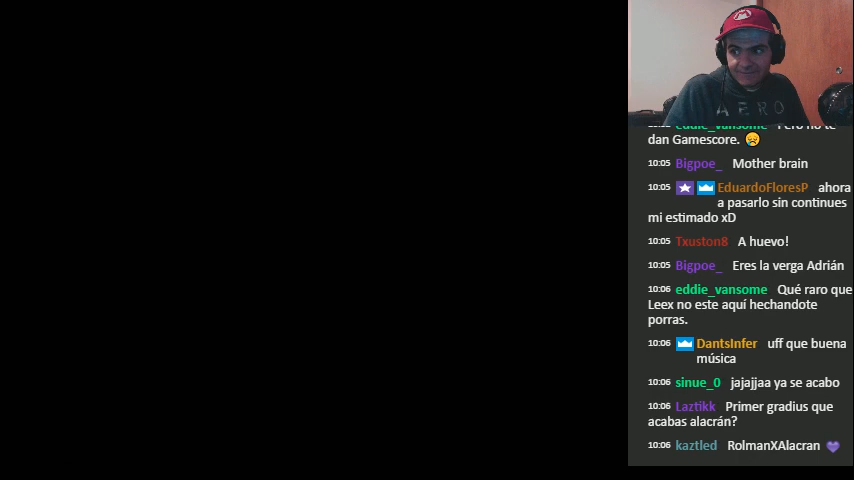 AERO
dan Gamescore. 😥
10:05 Bigpoe_ Mother brain
10:05 EduardoFloresP ahora
a pasarlo sin continues
mi estimado xD
10:05 Txuston8 A huevo!
10:05 Bigpoe_ Eres la verga Adrián
10:06 eddie_vansome Qué raro que
Leex no este aquí hechandote
porras.
10:06 DantsInfer uff que buena
música
10:06 sinue_0 jajajjaa ya se acabo
10:06 Laztikk Primer gradius que
acabas alacrán?
10:06 kaztled RolmanXAlacran 💜